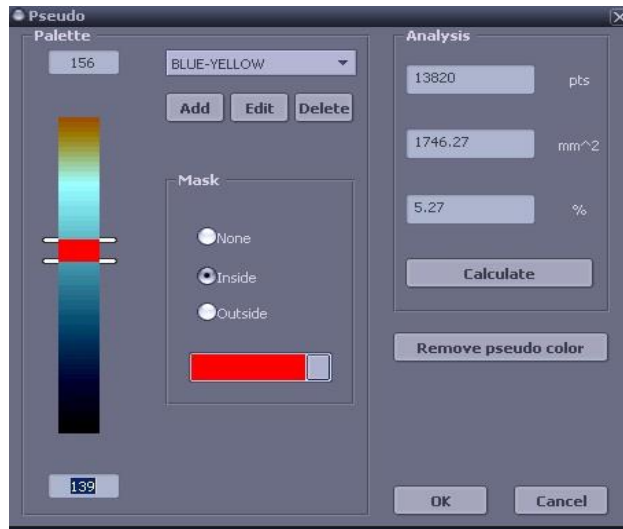 Pseudo
Palette
156
BLUE-YELLOW
Add Edit Delete
Mask
None
Inside
Outside
139
Analysis
13820 pts
1746.27 mm^2
5.27 %
Calculate
Remove pseudo color
OK Cancel